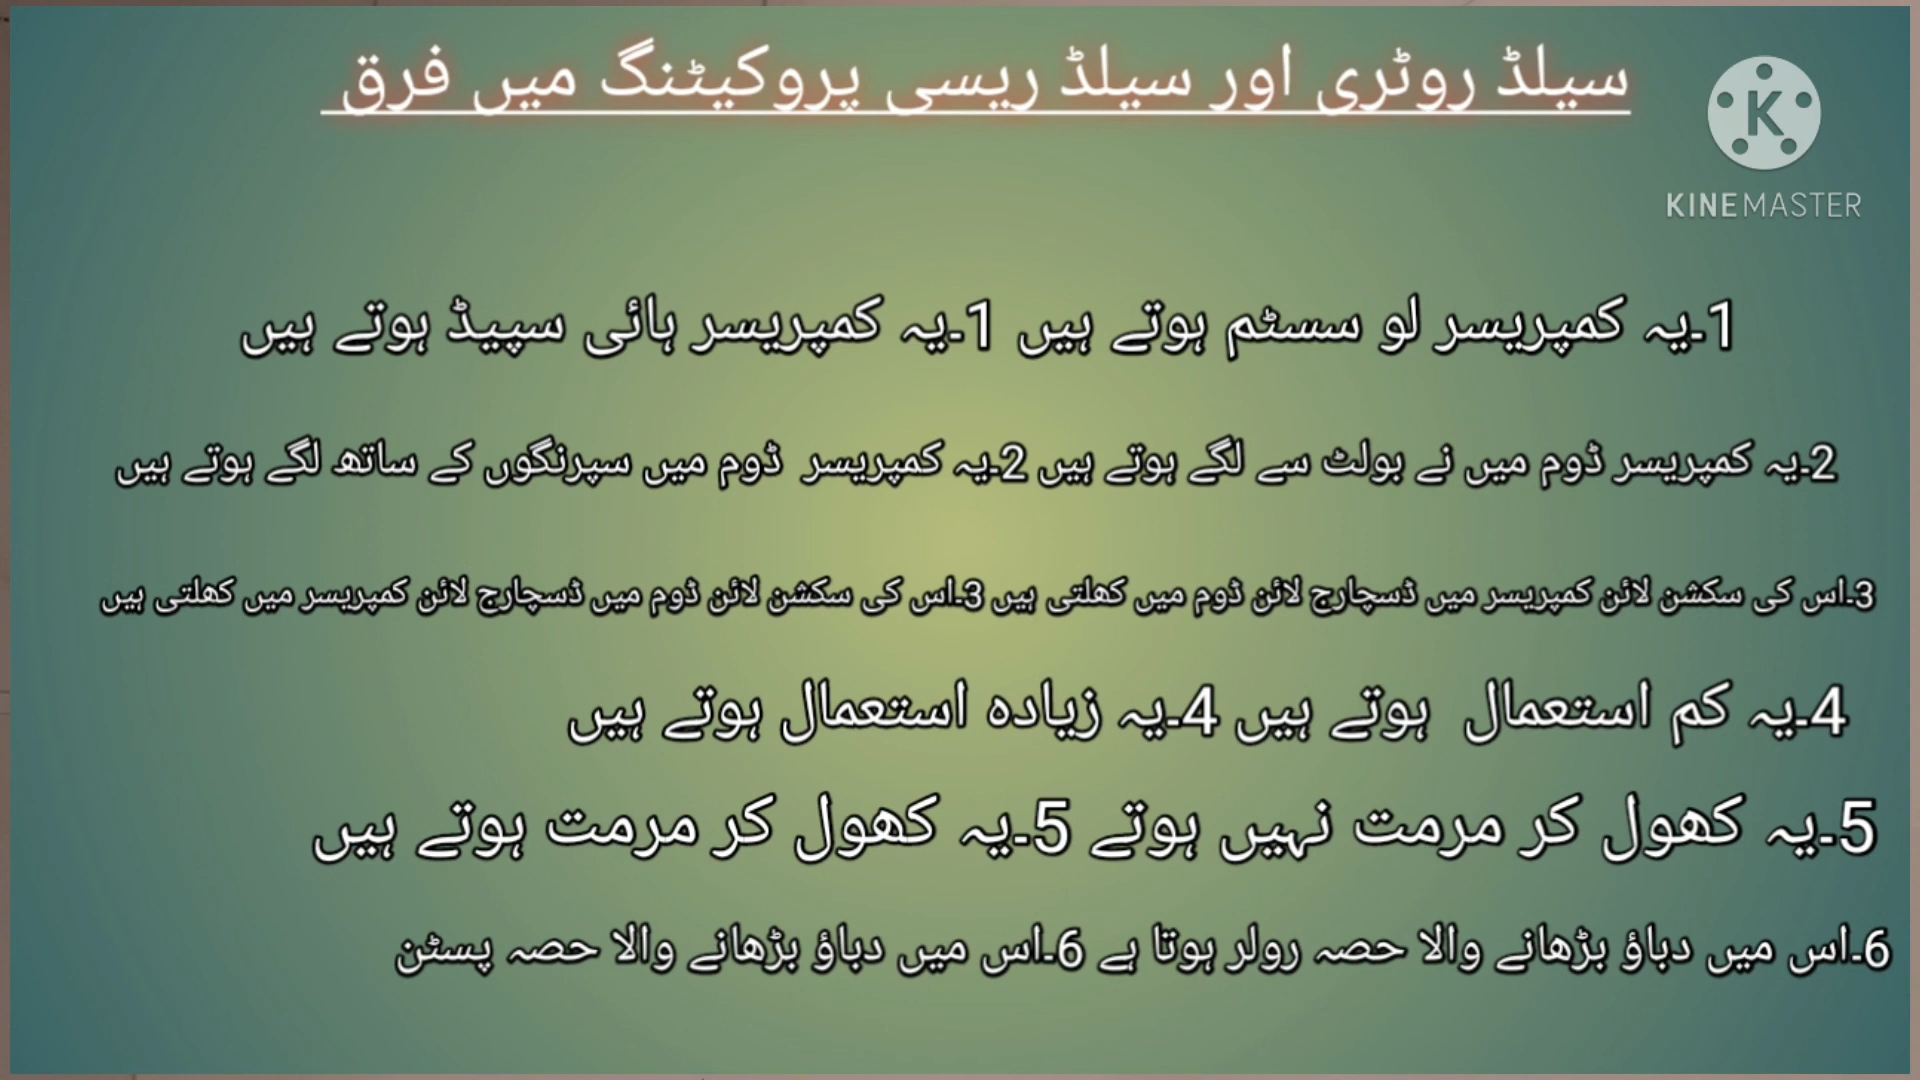 سیلڈ روٹری اور سیلڈ ریسی پروکیٹنگ میں فرق
KINEMASTER
1۔یہ کمپریسر لو سسٹم ہوتے ہیں 1۔یہ کمپریسر ہائی سپیڈ ہوتے ہیں
2۔یہ کمپریسر ڈوم میں نے بولٹ سے لگے ہوتے ہیں 2۔یہ کمپریسر ڈوم میں سپرنگوں کے ساتھ لگے ہوتے ہیں
3۔اس کی سکشن لائن کمپریسر میں ڈسچارج لائن ڈوم میں کھلتی ہیں 3۔اس کی سکشن لائن ڈوم میں ڈسچارج لائن کمپریسر میں کھلتی ہیں
4۔یہ کم استعمال ہوتے ہیں 4۔یہ زیادہ استعمال ہوتے ہیں
5۔یہ کھول کر مرمت نہیں ہوتے 5۔یہ کھول کر مرمت ہوتے ہیں
6۔اس میں دباؤ بڑھانے والا حصہ رولر ہوتا ہے 6۔اس میں دباؤ بڑھانے والا حصہ پسٹن